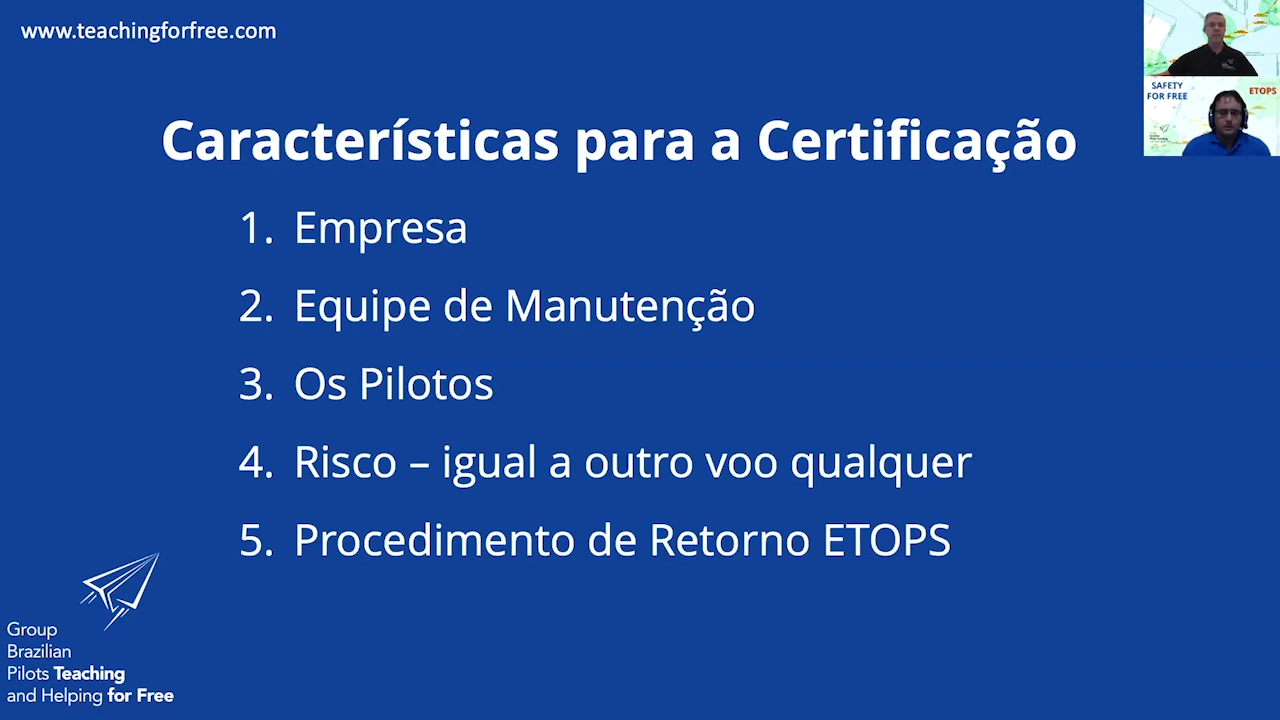 www.teachingforfree.com
SAFETY
FOR FREE
ETOPS
Características para a Certificação
1. Empresa
2. Equipe de Manutenção
3. Os Pilotos
4. Risco – igual a outro voo qualquer
5. Procedimento de Retorno ETOPS
Group
Brazilian
Pilots Teaching
and Helping for Free